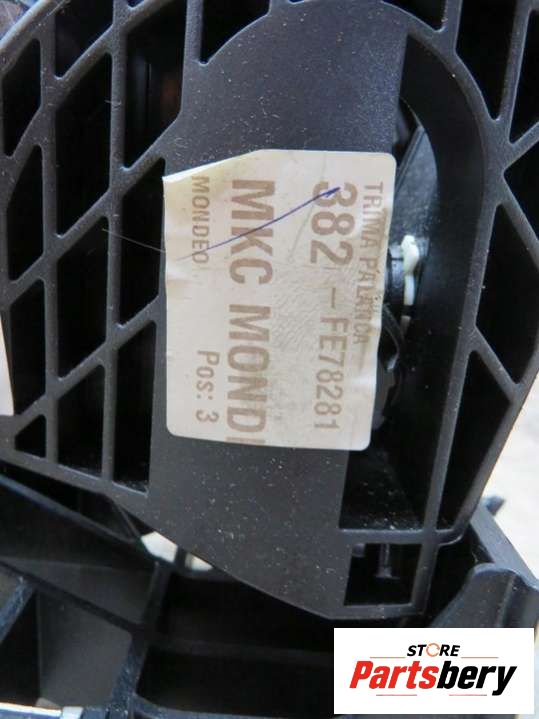 TRIMA PALANCA
382 - FE78281
MKC MOND
MONDEO
Pos: 3
STORE
Partsbery